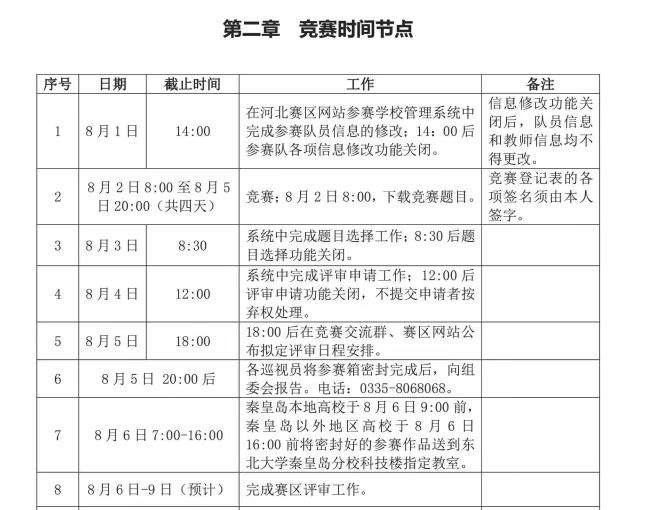 第二章 竞赛时间节点
序号 日期 截止时间 工作 备注
1 8月1日 14:00 在河北赛区网站参赛学校管理系统中
完成参赛队员信息的修改；14：00后
参赛队各项信息修改功能关闭。
信息修改功能关
闭后，队员信息
和教师信息均不
得更改。
2 8月2日8:00至8月5
日20:00（共四天）
竞赛；8月2日8:00,下载竞赛题目。
竞赛登记表的各
项签名须由本人
签字。
3 8月3日 8:30 系统中完成题目选择工作；8:30后题
目选择功能关闭。
4 8月4日 12:00 系统中完成评审申请工作；12:00后
评审申请功能关闭，不提交申请者按
弃权处理。
5 8月5日 18:00 18:00后在竞赛交流群、赛区网站公
布拟定评审日程安排。
6 8月5日 20:00后 各巡视员将参赛箱密封完成后，向组
委会报告。电话：0335-8068068。
7 8月6日7:00-16:00 秦皇岛本地高校于8月6日9:00前，
秦皇岛以外地区高校于8月6日
16:00前将密封好的参赛作品送到东
北大学秦皇岛分校科技楼指定教室。
8 8月6日-9日（预计） 完成赛区评审工作。